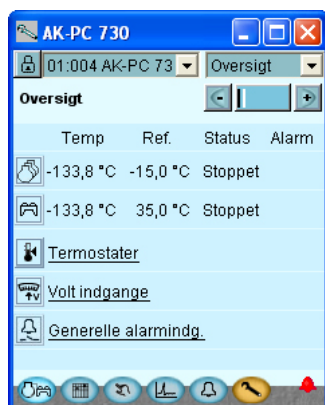 AK-PC 730
01:004 AK-PC 73 Oversigt
Oversigt
Temp Ref. Status Alarm
-133,8 °C -15,0 °C Stoppet
-133,8 °C 35,0 °C Stoppet
Termostater
Volt indgange
Generelle alarmindg.